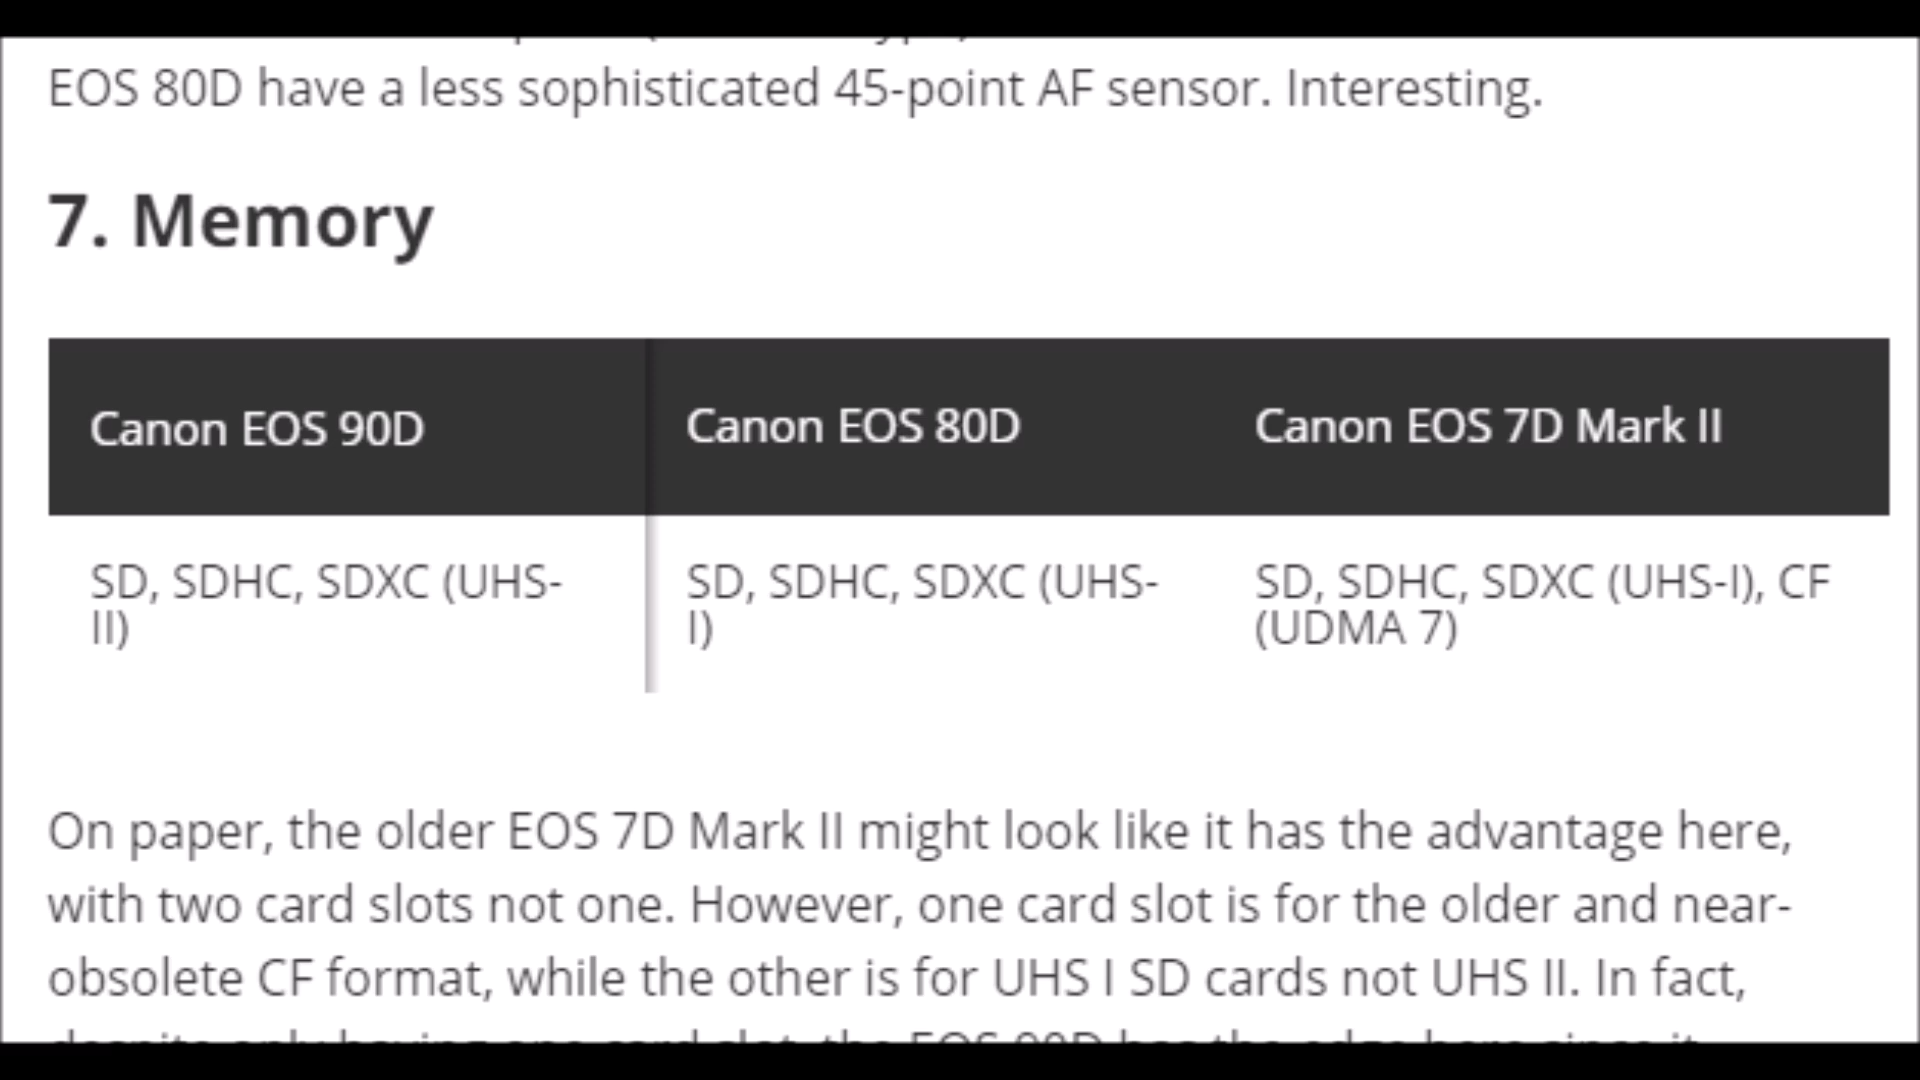 EOS 80D have a less sophisticated 45-point AF sensor. Interesting.
7. Memory
Canon EOS 90D
Canon EOS 80D
Canon EOS 7D Mark II
SD, SDHC, SDXC (UHS-
II)
SD, SDHC, SDXC (UHS-
I)
SD, SDHC, SDXC (UHS-I), CF
(UDMA 7)
On paper, the older EOS 7D Mark II might look like it has the advantage here,
with two card slots not one. However, one card slot is for the older and near-
obsolete CF format, while the other is for UHS I SD cards not UHS II. In fact,